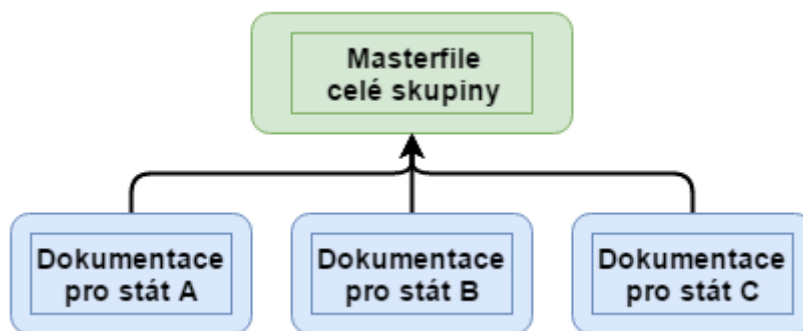 Masterfile
celé skupiny
Dokumentace
pro stát A
Dokumentace
pro stát B
Dokumentace
pro stát C